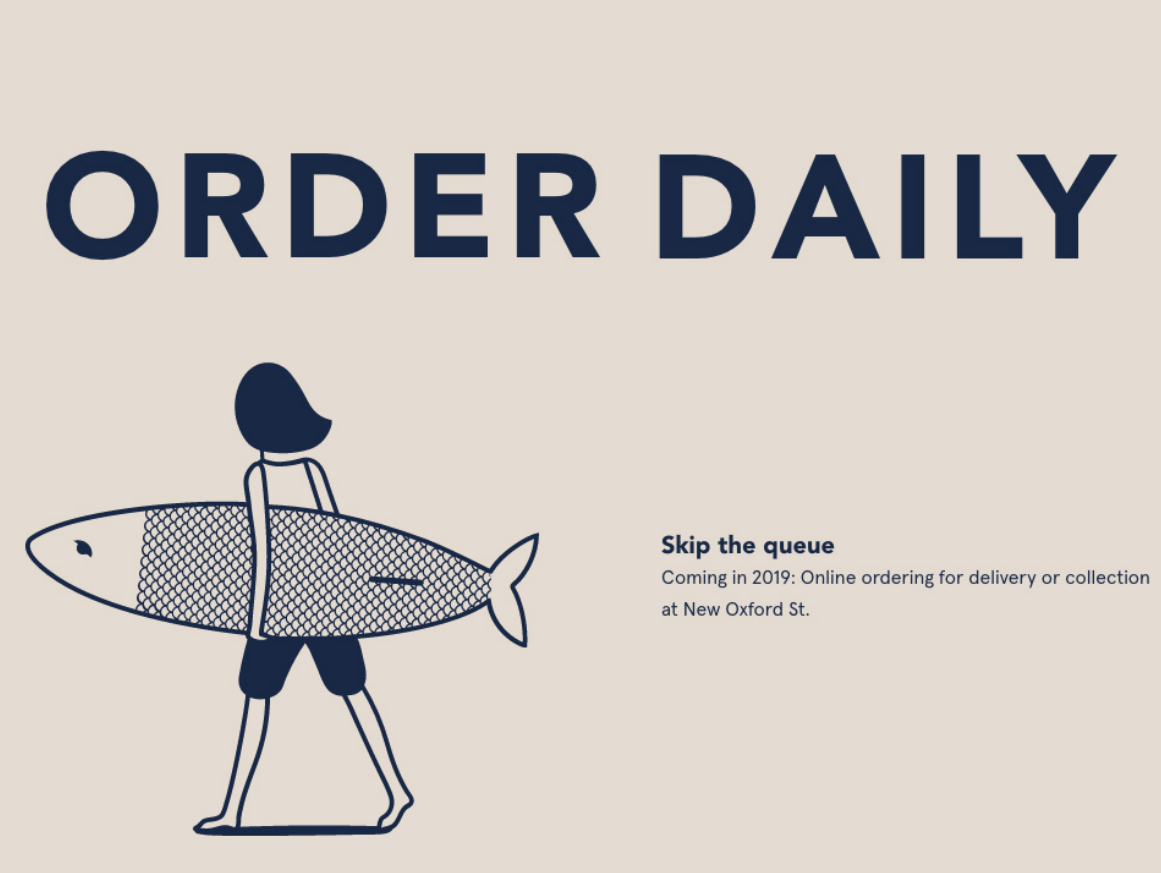 ORDER DAILY
Skip the queue
Coming in 2019: Online ordering for delivery or collection
at New Oxford St.